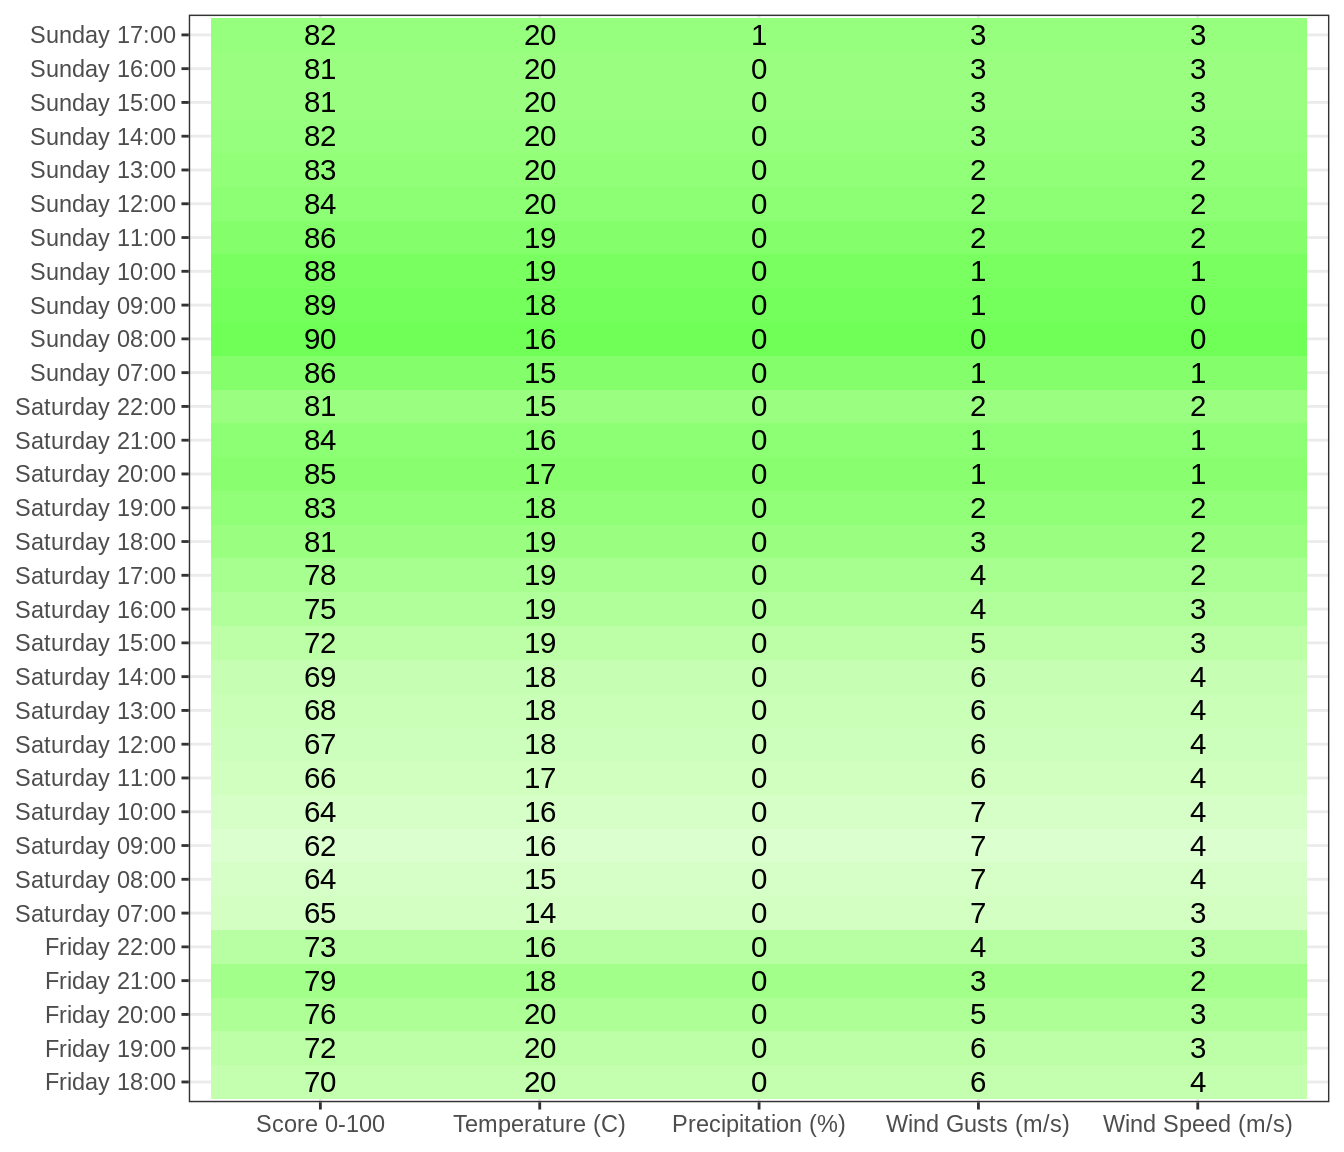 Sunday 17:00 82 20 1 3 3
Sunday 16:00 81 20 0 3 3
Sunday 15:00 81 20 0 3 3
Sunday 14:00 82 20 0 3 3
Sunday 13:00 83 20 0 2 2
Sunday 12:00 84 20 0 2 2
Sunday 11:00 86 19 0 2 2
Sunday 10:00 88 19 0 1 1
Sunday 09:00 89 18 0 1 0
Sunday 08:00 90 16 0 0 0
Sunday 07:00 86 15 0 1 1
Saturday 22:00 81 15 0 2 2
Saturday 21:00 84 16 0 1 1
Saturday 20:00 85 17 0 1 1
Saturday 19:00 83 18 0 2 2
Saturday 18:00 81 19 0 3 2
Saturday 17:00 78 19 0 4 2
Saturday 16:00 75 19 0 4 3
Saturday 15:00 72 19 0 5 3
Saturday 14:00 69 18 0 6 4
Saturday 13:00 68 18 0 6 4
Saturday 12:00 67 18 0 6 4
Saturday 11:00 66 17 0 6 4
Saturday 10:00 64 16 0 7 4
Saturday 09:00 62 16 0 7 4
Saturday 08:00 64 15 0 7 4
Saturday 07:00 65 14 0 7 3
Friday 22:00 73 16 0 4 3
Friday 21:00 79 18 0 3 2
Friday 20:00 76 20 0 5 3
Friday 19:00 72 20 0 6 3
Friday 18:00 70 20 0 6 4
Score 0-100 Temperature (C) Precipitation (%) Wind Gusts (m/s) Wind Speed (m/s)